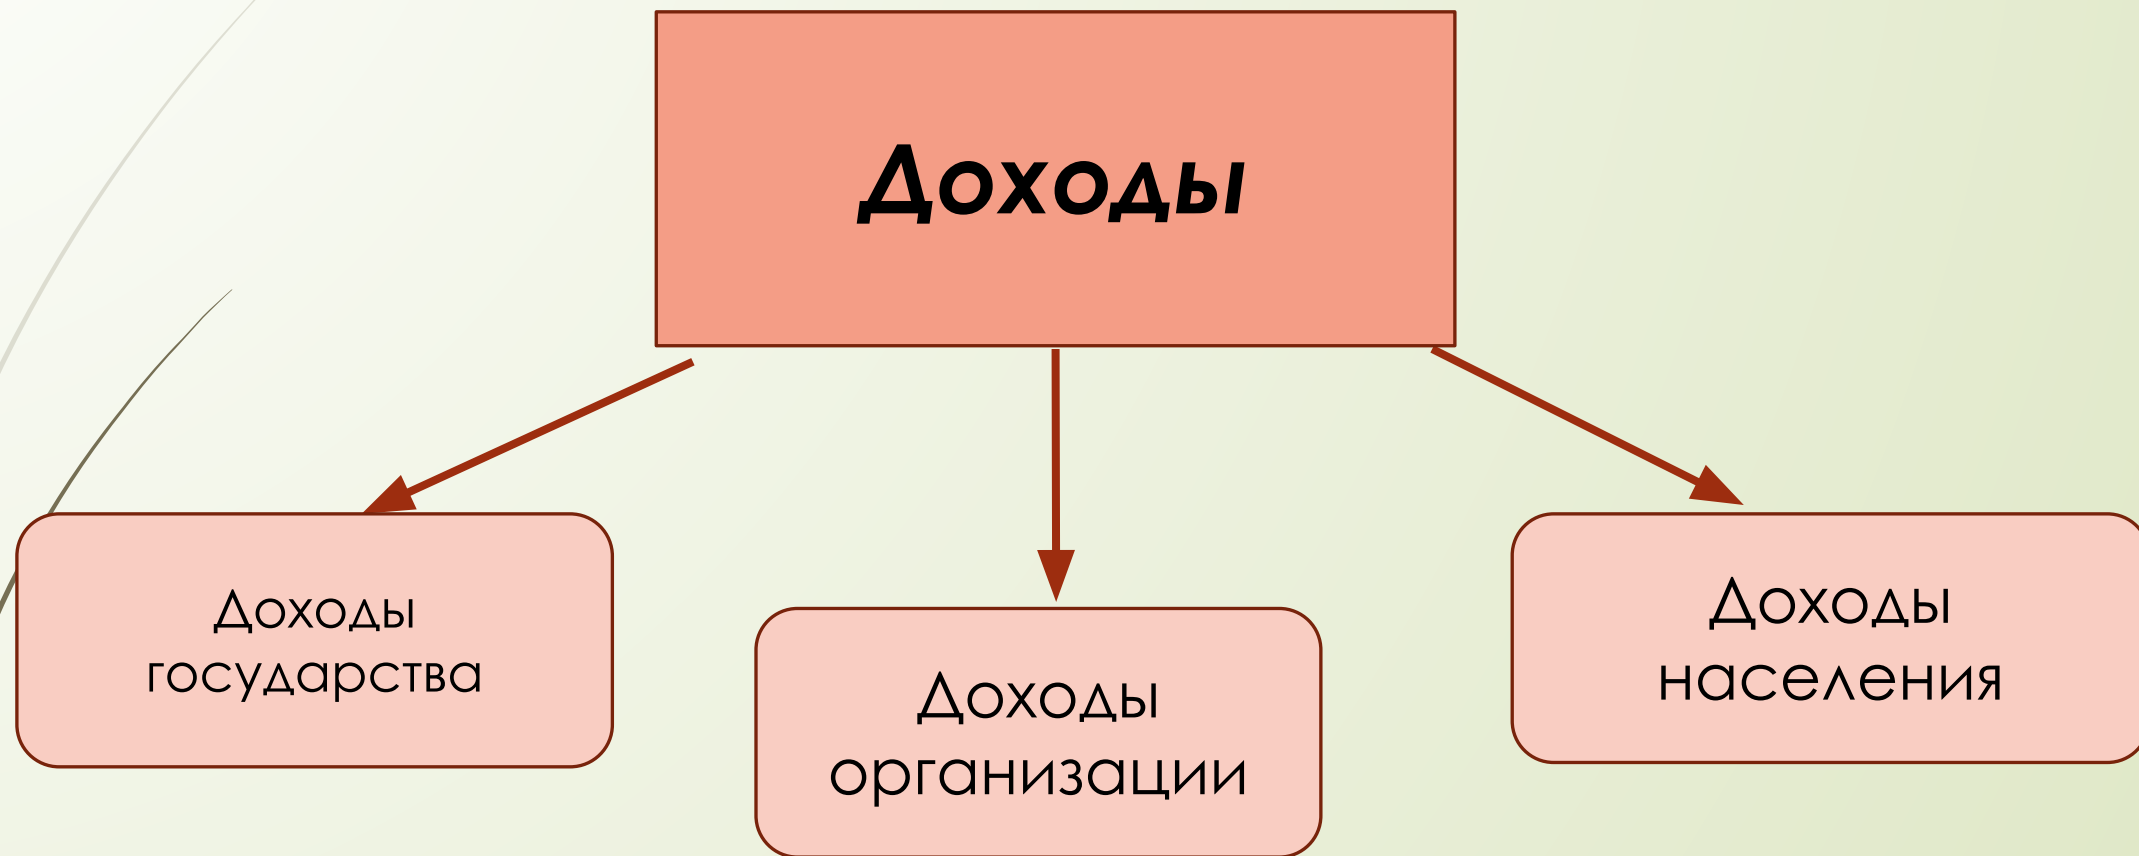 Доходы
Доходы
государства
Доходы
организации
Доходы
населения